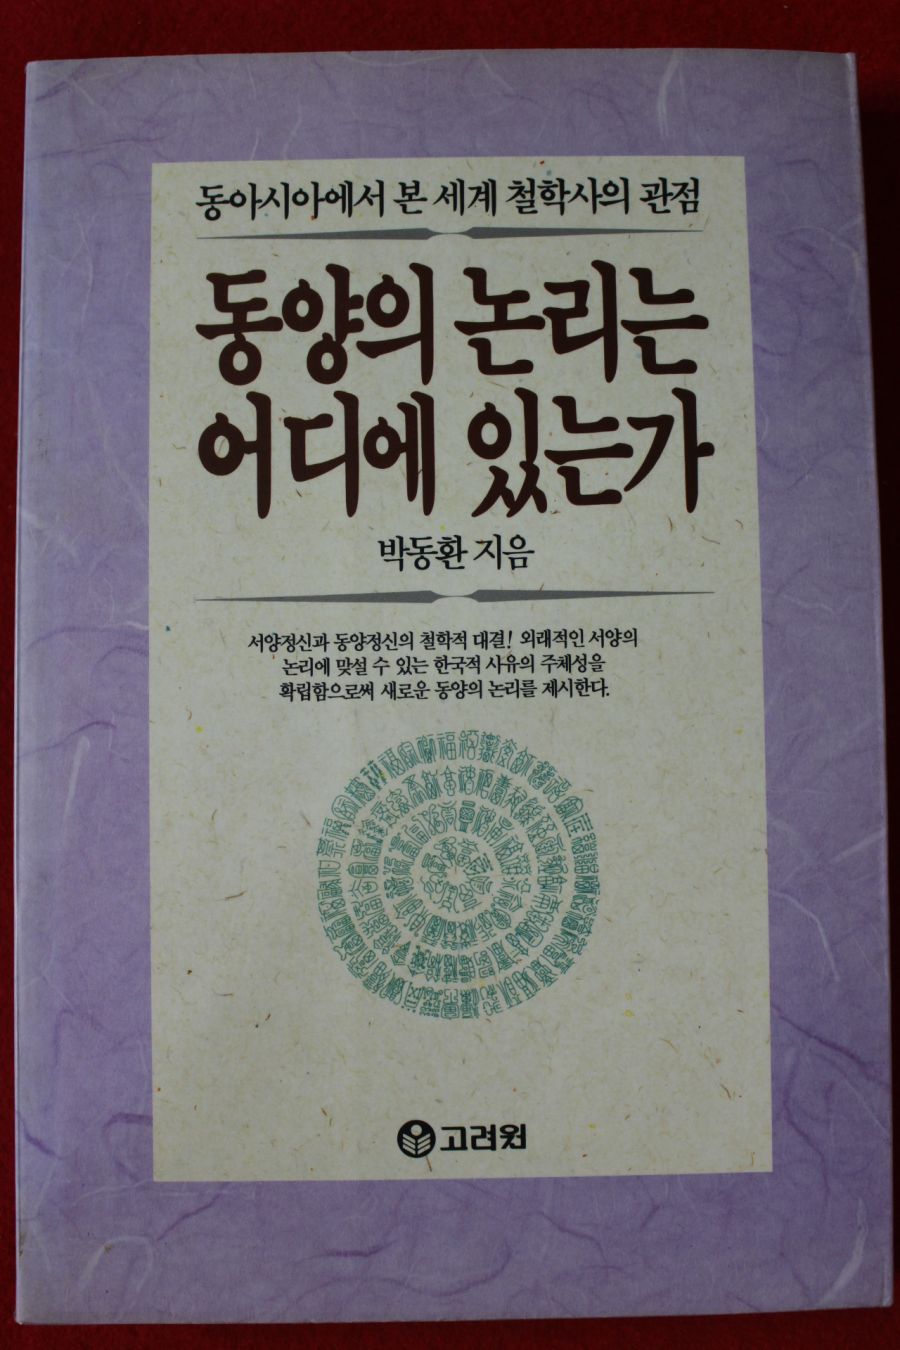 동아시아에서 본 세계 철학사의 관점
동양의 논리는
어디에 있는가
박동환 지음
서양정신과 동양정신의 철학적 대결! 외래적인 서양의
논리에 맞설 수 있는 한국적 사유의 주체성을
확립함으로써 새로운 동양의 논리를 제시한다.
고려원